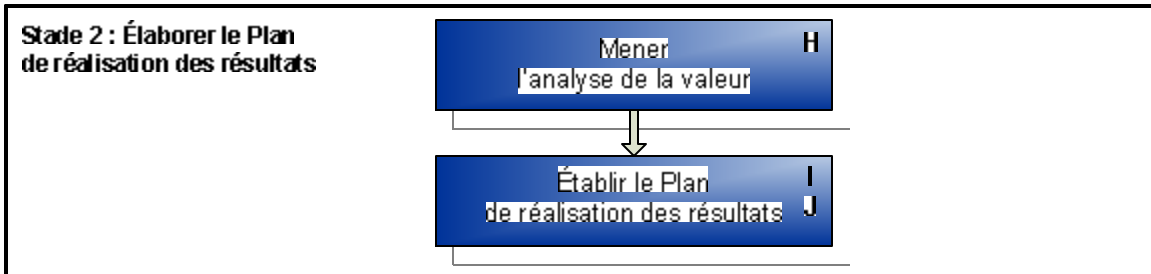 Stade 2 : Élaborer le Plan
de réalisation des résultats
Mener H
l'analyse de la valeur
Établir le Plan I
de réalisation des résultats J